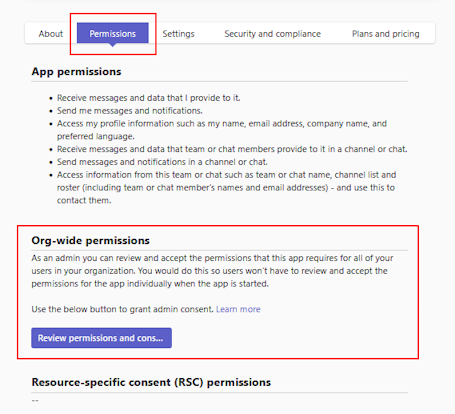 About Permissions Settings Security and compliance Plans and pricing
App permissions
• Receive messages and data that I provide to it.
• Send me messages and notifications.
• Access my profile information such as my name, email address, company name, and
preferred language.
• Receive messages and data that team or chat members provide to it in a channel or chat.
• Send messages and notifications in a channel or chat.
• Access information from this team or chat such as team or chat name, channel list and
roster (including team or chat member's names and email addresses) - and use this to
contact them.
Org-wide permissions
As an admin you can review and accept the permissions that this app requires for all of your
users in your organization. You would do this so users won't have to review and accept the
permissions for the app individually when the app is started.
Use the below button to grant admin consent. Learn more
Review permissions and cons...
Resource-specific consent (RSC) permissions
--